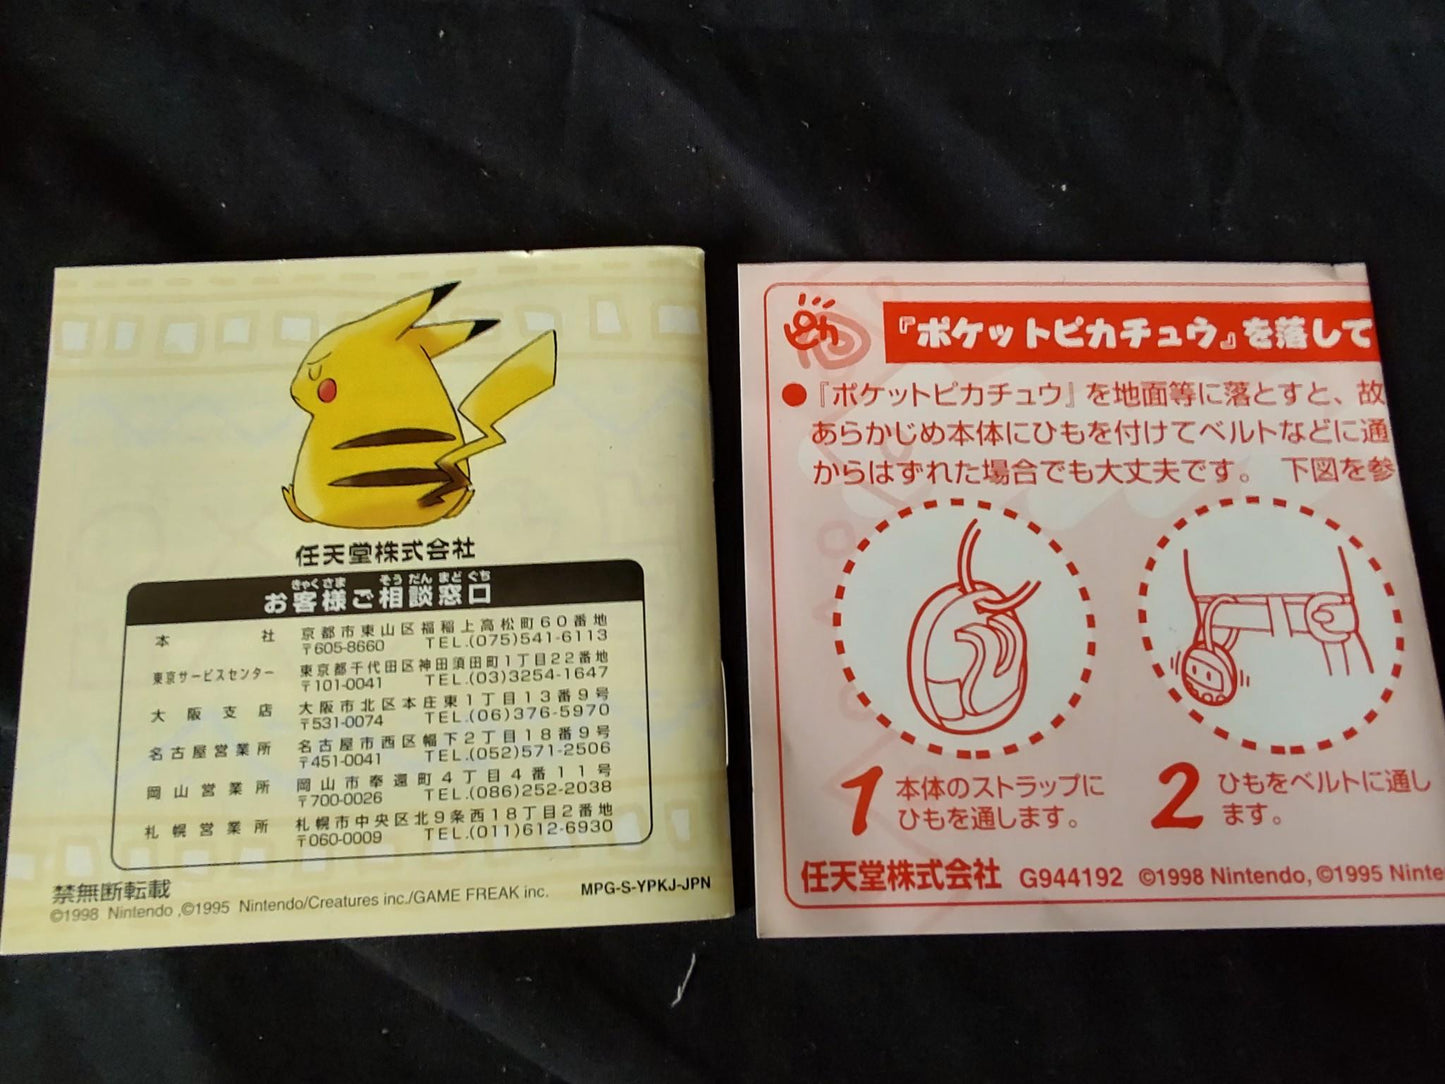 任天堂株式会社
きゃくさま そうだん まどぐち
お客様ご相談窓口
本社 京都市東山区福稲上高松町60番地
〒605-8660 TEL.(075)541-6113
東京サービスセンター 東京都千代田区神田須田町1丁目22番地
〒101-0041 TEL.(03)3254-1647
大阪支店 大阪市北区本庄東1丁目13番9号
〒531-0074 TEL.(06)376-5970
名古屋営業所 名古屋市西区幅下2丁目18番9号
〒451-0041 TEL.(052)571-2506
岡山営業所 岡山市奉還町4丁目4番11号
〒700-0026 TEL.(086)252-2038
札幌営業所 札幌市中央区北9条西18丁目2番地
〒060-0009 TEL.(011)612-6930
禁無断転載
©1998 Nintendo ,©1995 Nintendo/Creatures inc./GAME FREAK inc.
MPG-S-YPKJ-JPN
『ポケットピカチュウ』を落して
●『ポケットピカチュウ』を地面等に落とすと、故
あらかじめ本体にひもを付けてベルトなどに通
からはずれた場合でも大丈夫です。 下図を参
1 本体のストラップに
ひもを通します。
2 ひもをベルトに通し
ます。
任天堂株式会社 G944192 ©1998 Nintendo, ©1995 Ninte